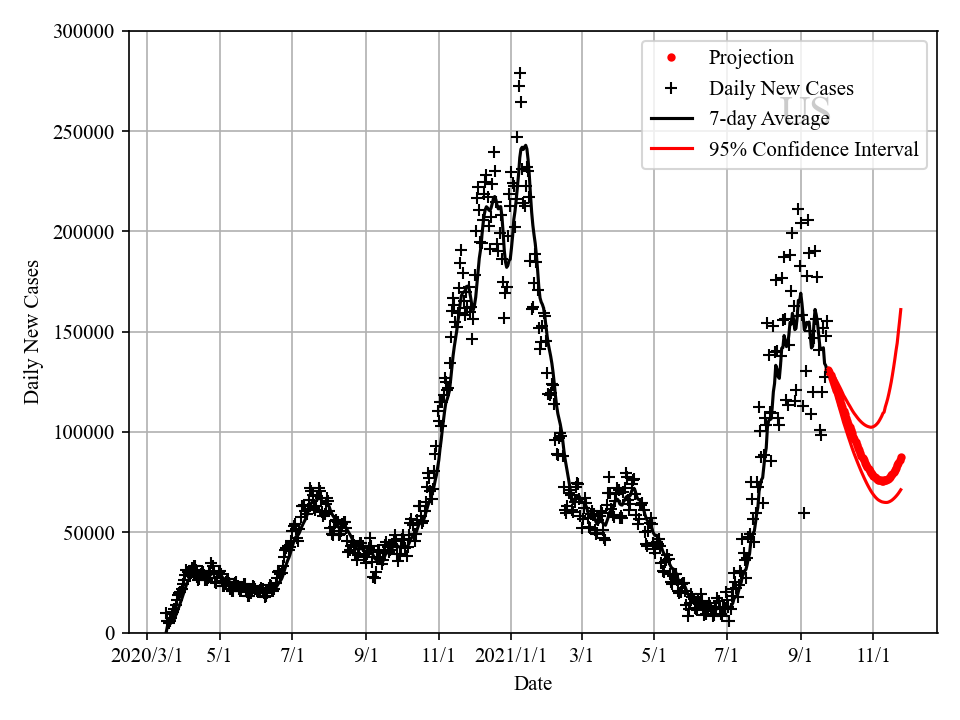 300000
250000
200000
150000
100000
50000
0
Daily New Cases
Projection
Daily New Cases
7-day Average
95% Confidence Interval
US
2020/3/1 5/1 7/1 9/1 11/1 2021/1/1 3/1 5/1 7/1 9/1 11/1
Date